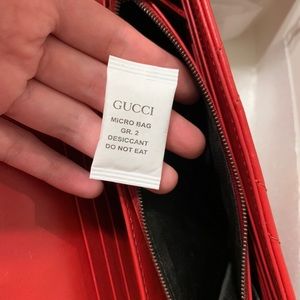 GUCCI
MICRO BAG
GR. 2
DESICCANT
DO NOT EAT